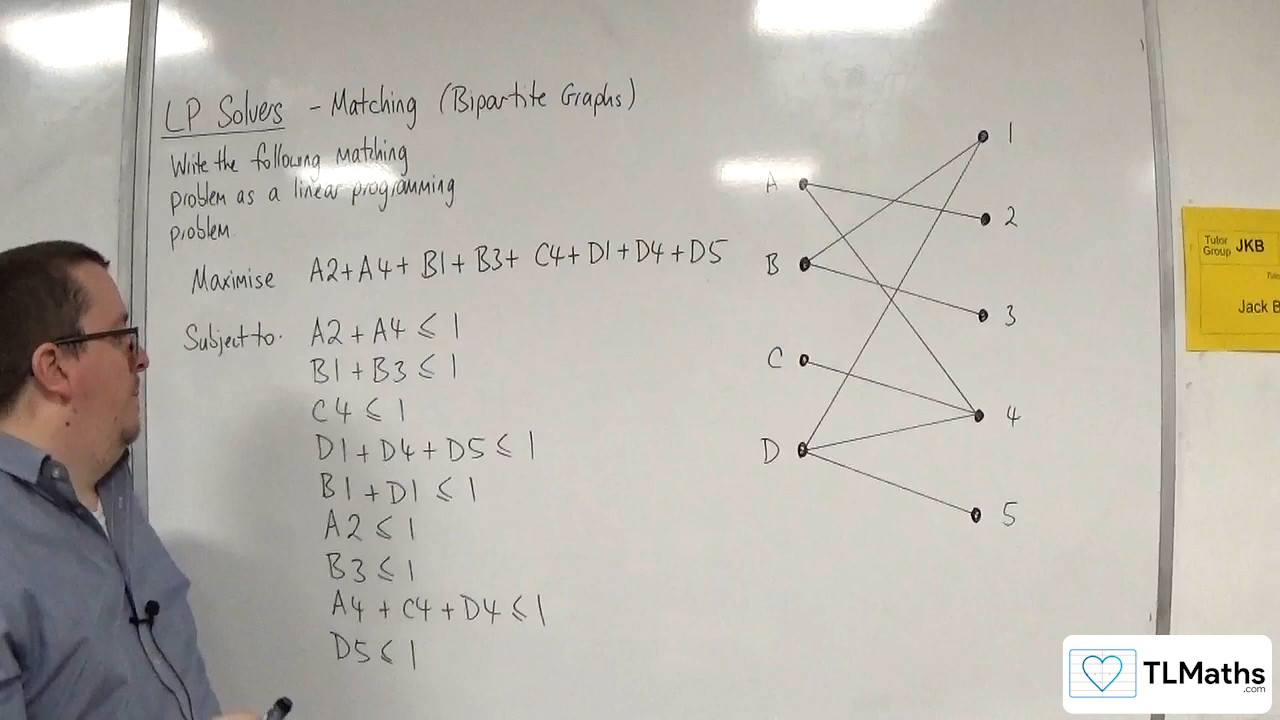 LP Solvers - Matching (Bipartite Graphs)
Write the following matching
problem as a linear programming
problem.
Maximise A2+A4+ B1+B3+ C4+D1+D4+D5
Subject to: A2 + A4 ⩽ 1
B1 + B3 ⩽ 1
C4 ⩽ 1
D1 + D4 + D5 ⩽ 1
B1 + D1 ⩽ 1
A2 ⩽ 1
B3 ⩽ 1
A4 + C4 + D4 ⩽ 1
D5 ⩽ 1
1
A
2
B
3
C
4
D
5
Tutor
Group JKB
Jack B
TLMaths
.com